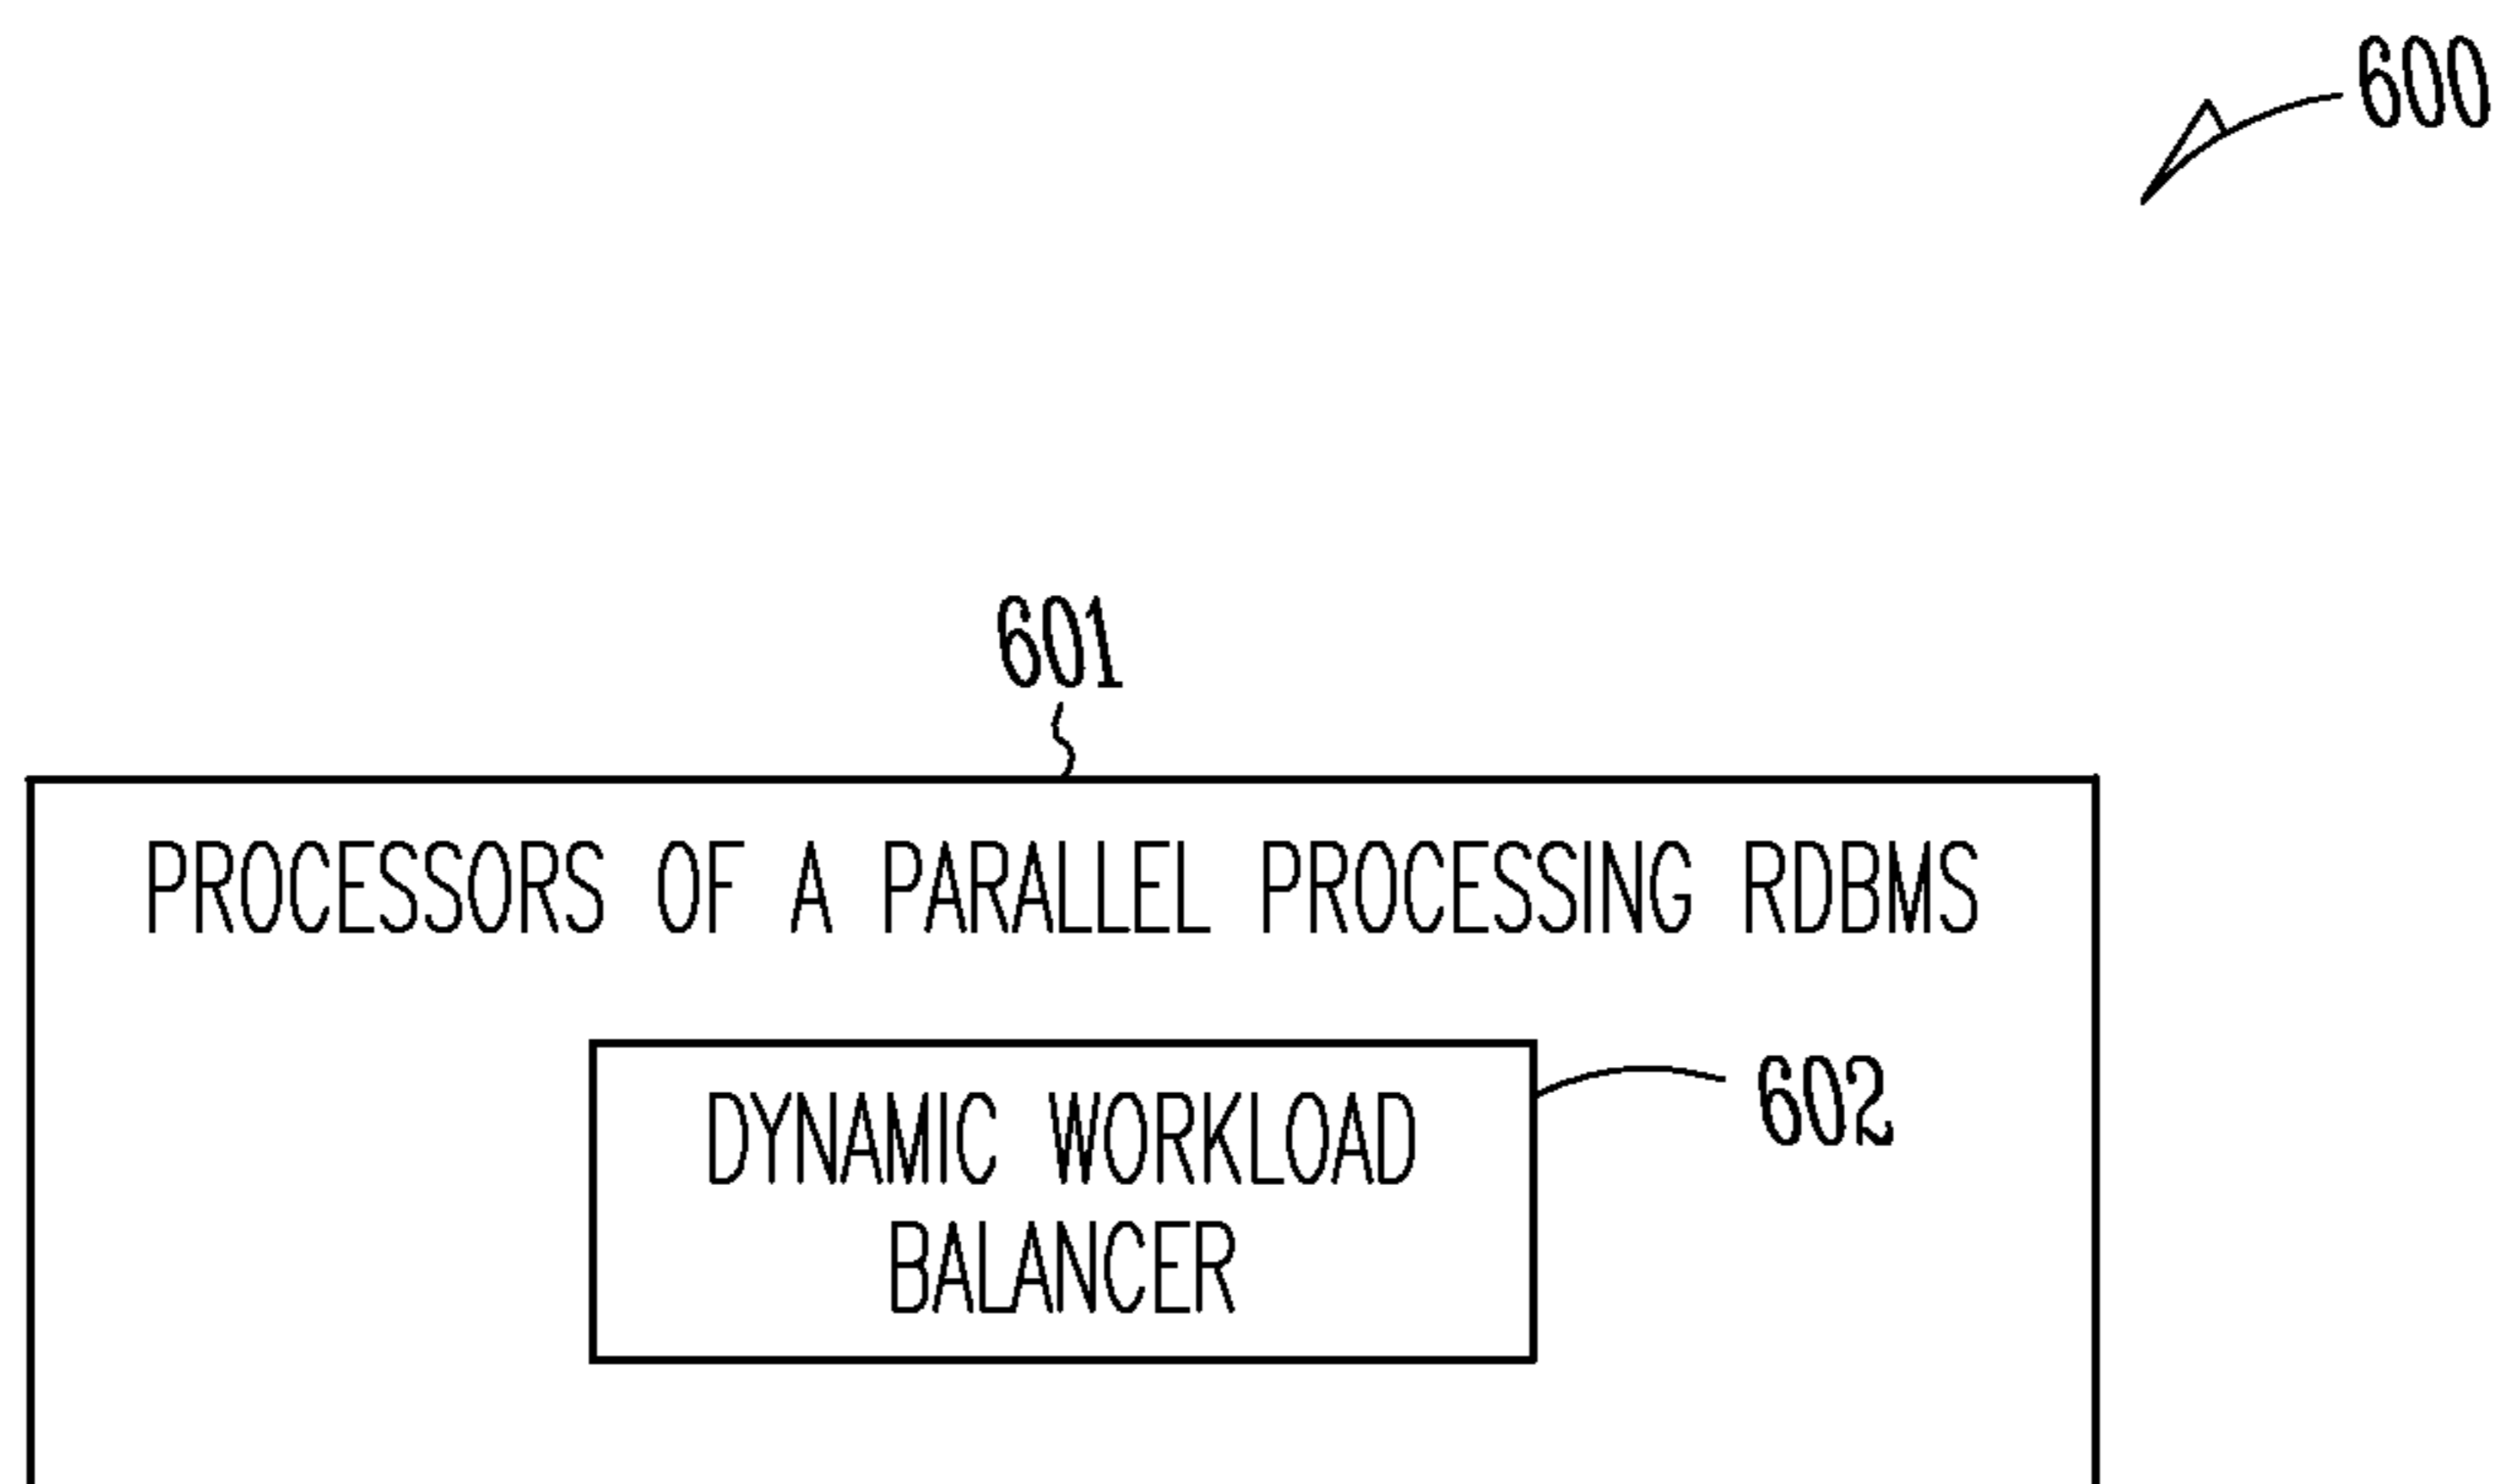 600
601
PROCESSORS OF A PARALLEL PROCESSING RDBMS
DYNAMIC WORKLOAD
BALANCER
602